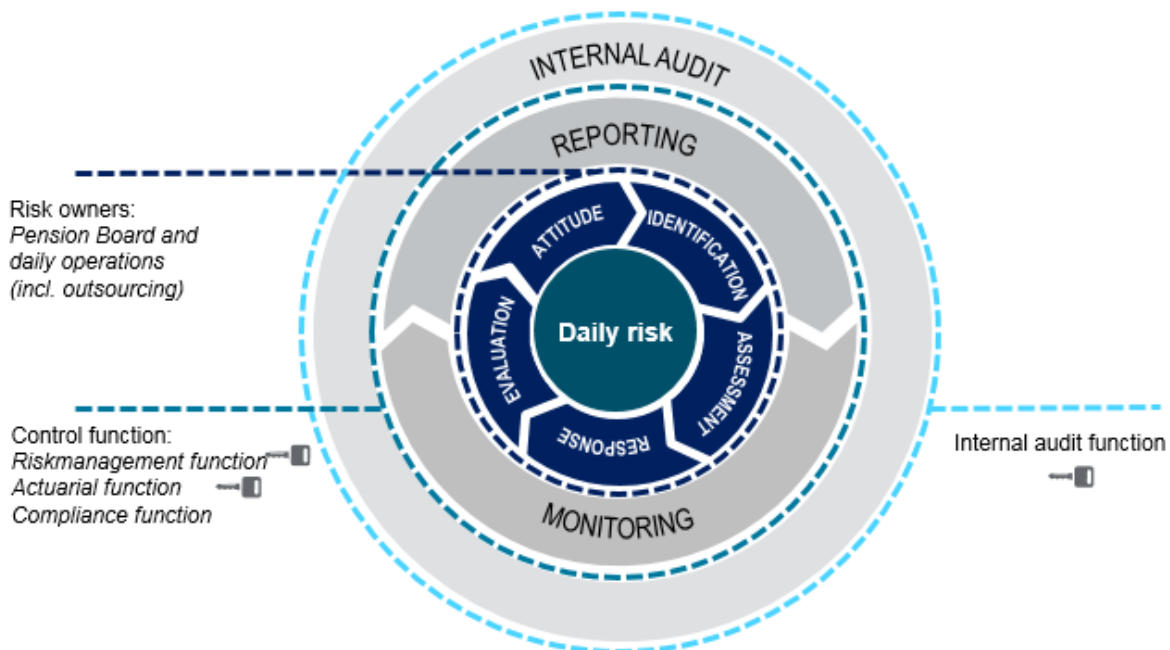 INTERNAL AUDIT
REPORTING
Risk owners:
Pension Board and
daily operations
(incl. outsourcing)
ATTITUDE
IDENTIFICATION
ASSESSMENT
RESPONSE
EVALUATION
Daily risk
MONITORING
Control function:
Riskmanagement function
Actuarial function
Compliance function
Internal audit function